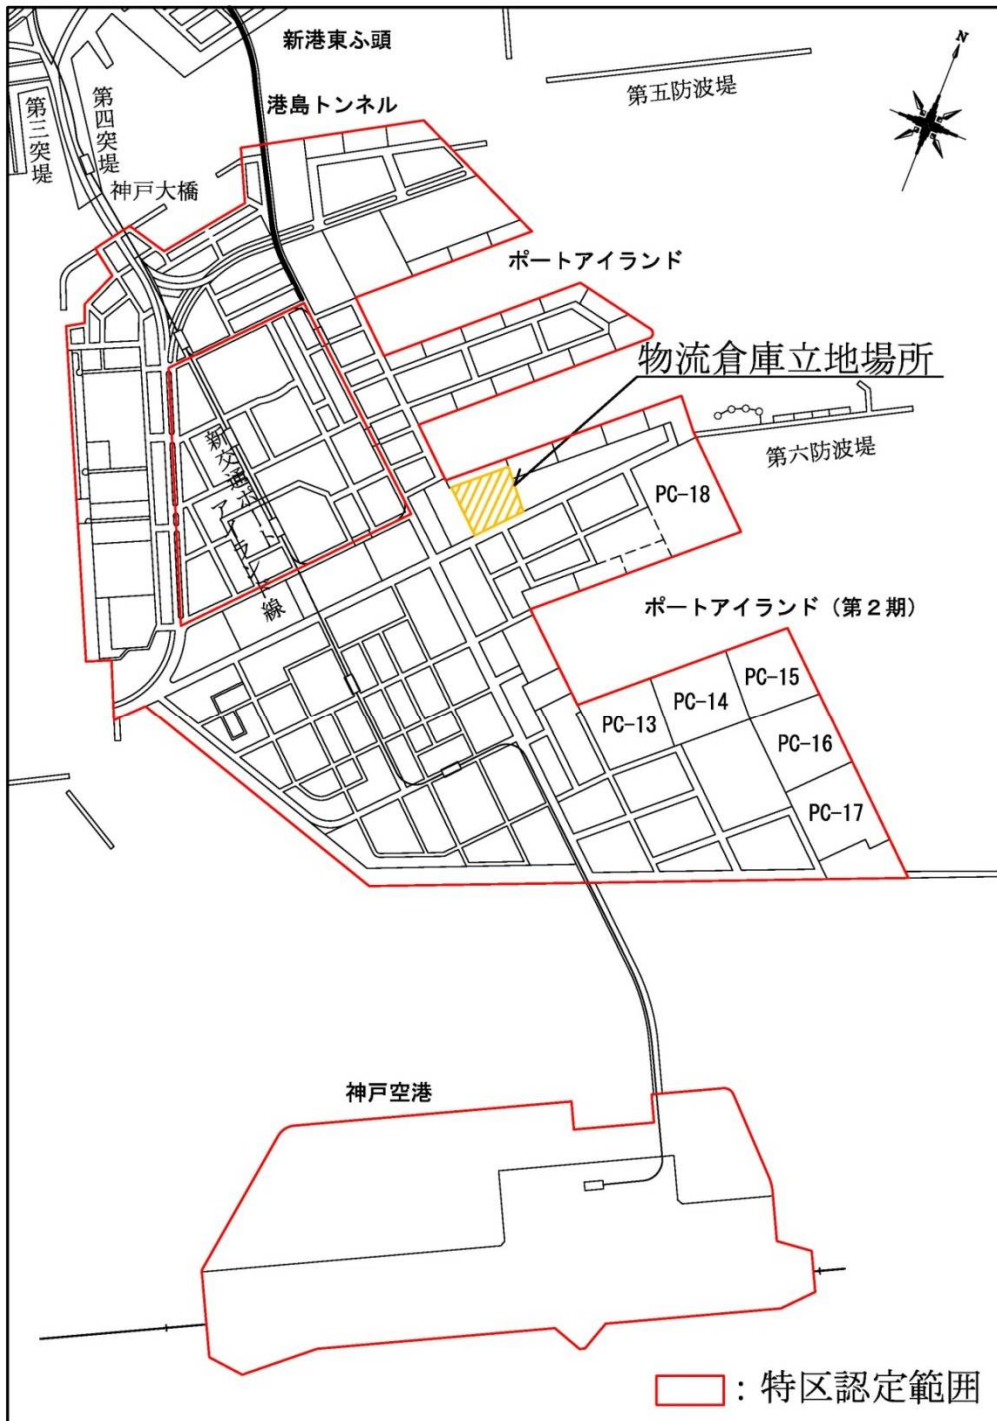 新港東ふ頭
N
第五防波堤
港島トンネル
第四突堤
第三突堤
神戸大橋
ポートアイランド
物流倉庫立地場所
第六防波堤
新交通ポートアイランド線
PC-18
ポートアイランド（第２期）
PC-15
PC-14
PC-13
PC-16
PC-17
神戸空港
：特区認定範囲